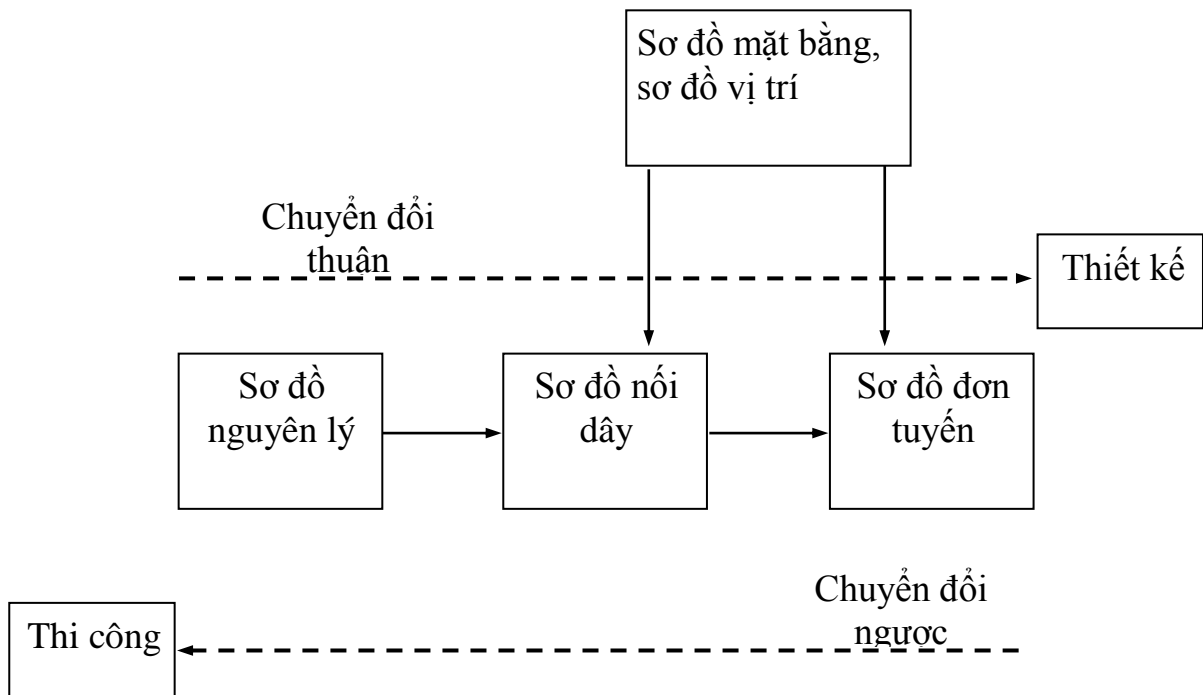 Sơ đồ mặt bằng,
sơ đồ vị trí
Chuyển đổi
thuận
Thiết kế
Sơ đồ
nguyên lý
Sơ đồ nối
dây
Sơ đồ đơn
tuyến
Chuyển đổi
ngược
Thi công